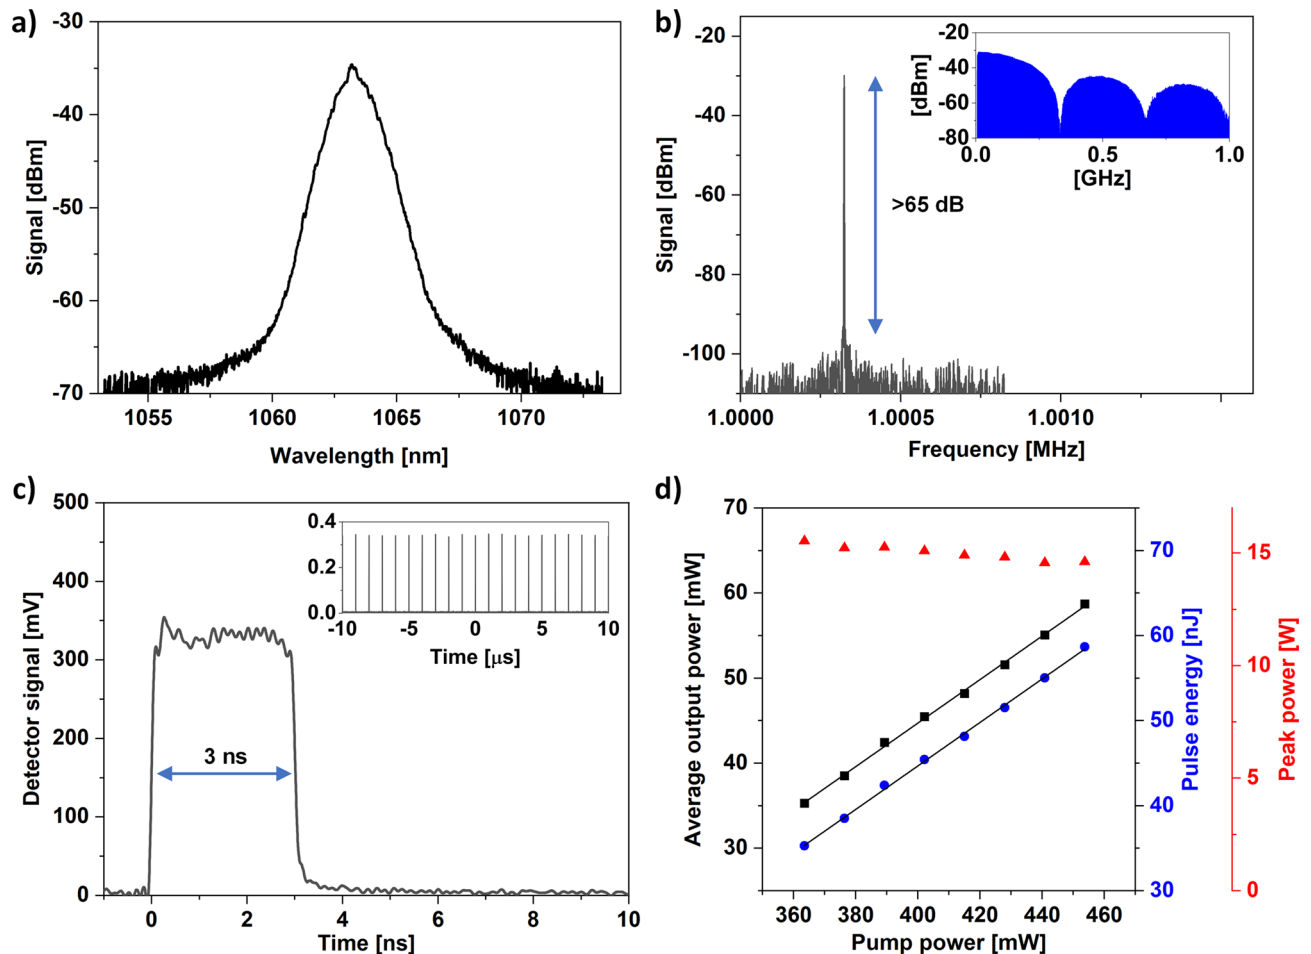 a)
-30
-40
-50
-60
-70
Signal [dBm]
1055 1060 1065 1070
Wavelength [nm]
b)
-20
-40
-60
-80
-100
Signal [dBm]
>65 dB
1.0000 1.0005 1.0010
Frequency [MHz]
-20
-40
-60
-80
[dBm]
0.0 0.5 1.0
[GHz]
c)
500
450
400
350
300
250
200
150
100
50
0
Detector signal [mV]
3 ns
0 2 4 6 8 10
Time [ns]
0.4
0.2
0.0
-10 -5 0 5 10
Time [μs]
d)
70
60
50
40
30
Average output power [mW]
360 380 400 420 440 460
Pump power [mW]
70
60
50
40
30
Pulse energy [nJ]
15
10
5
0
Peak power [W]